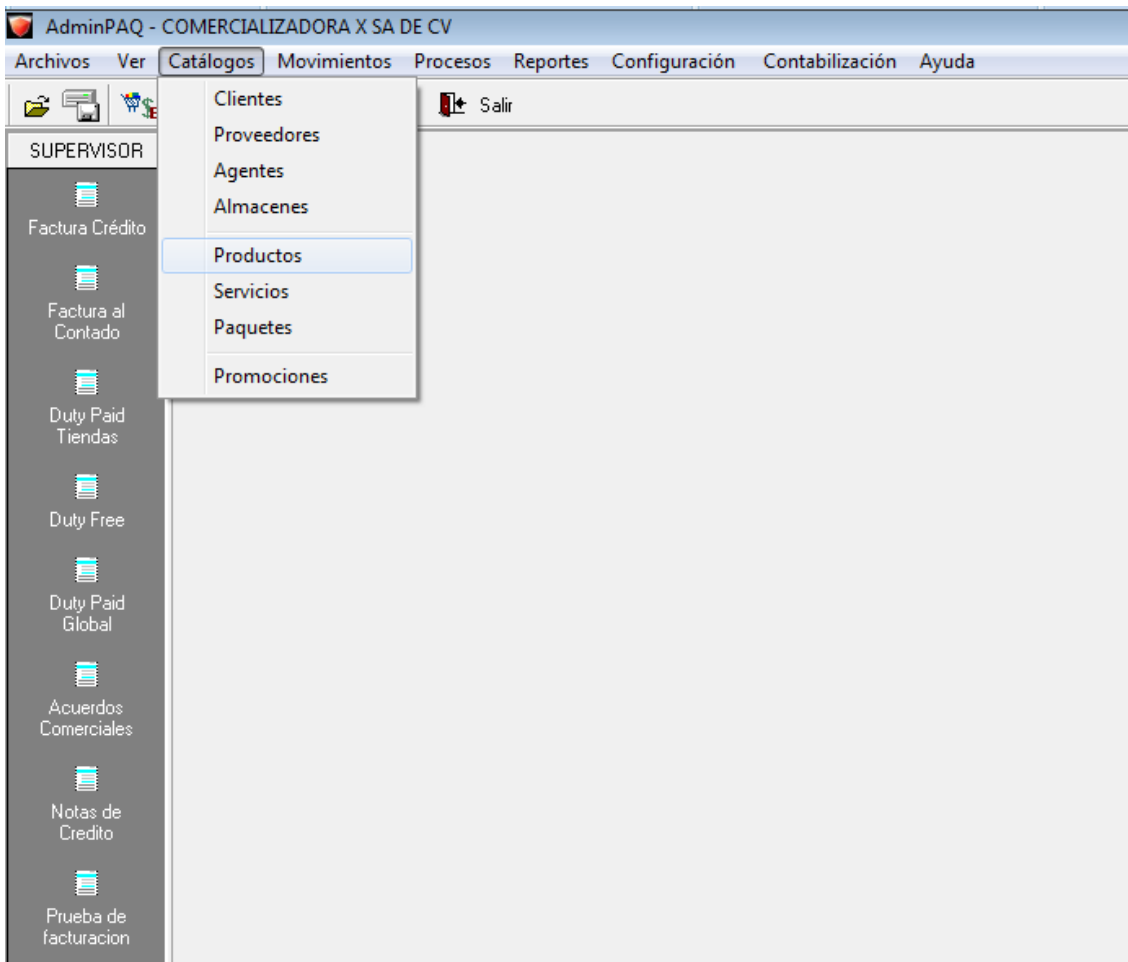 AdminPAQ - COMERCIALIZADORA X SA DE CV
Archivos Ver Catálogos Movimientos Procesos Reportes Configuración Contabilización Ayuda
Salir
Clientes
Proveedores
Agentes
Almacenes
Productos
Servicios
Paquetes
Promociones
SUPERVISOR
Factura Crédito
Factura al
Contado
Duty Paid
Tiendas
Duty Free
Duty Paid
Global
Acuerdos
Comerciales
Notas de
Credito
Prueba de
facturacion